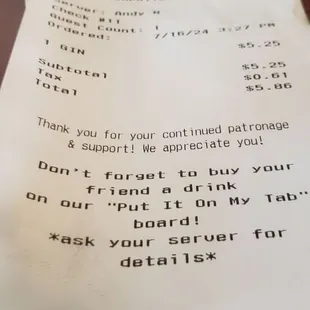 Server: Andy W
Check #11
Guest Count: 1
Ordered: 7/16/24 3:27 PM
1 GIN $5.25
Subtotal $5.25
Tax $0.61
Total $5.86
Thank you for your continued patronage
& support! We appreciate you!
Don't forget to buy your
friend a drink
on our "Put It On My Tab"
board!
*ask your server for
details*